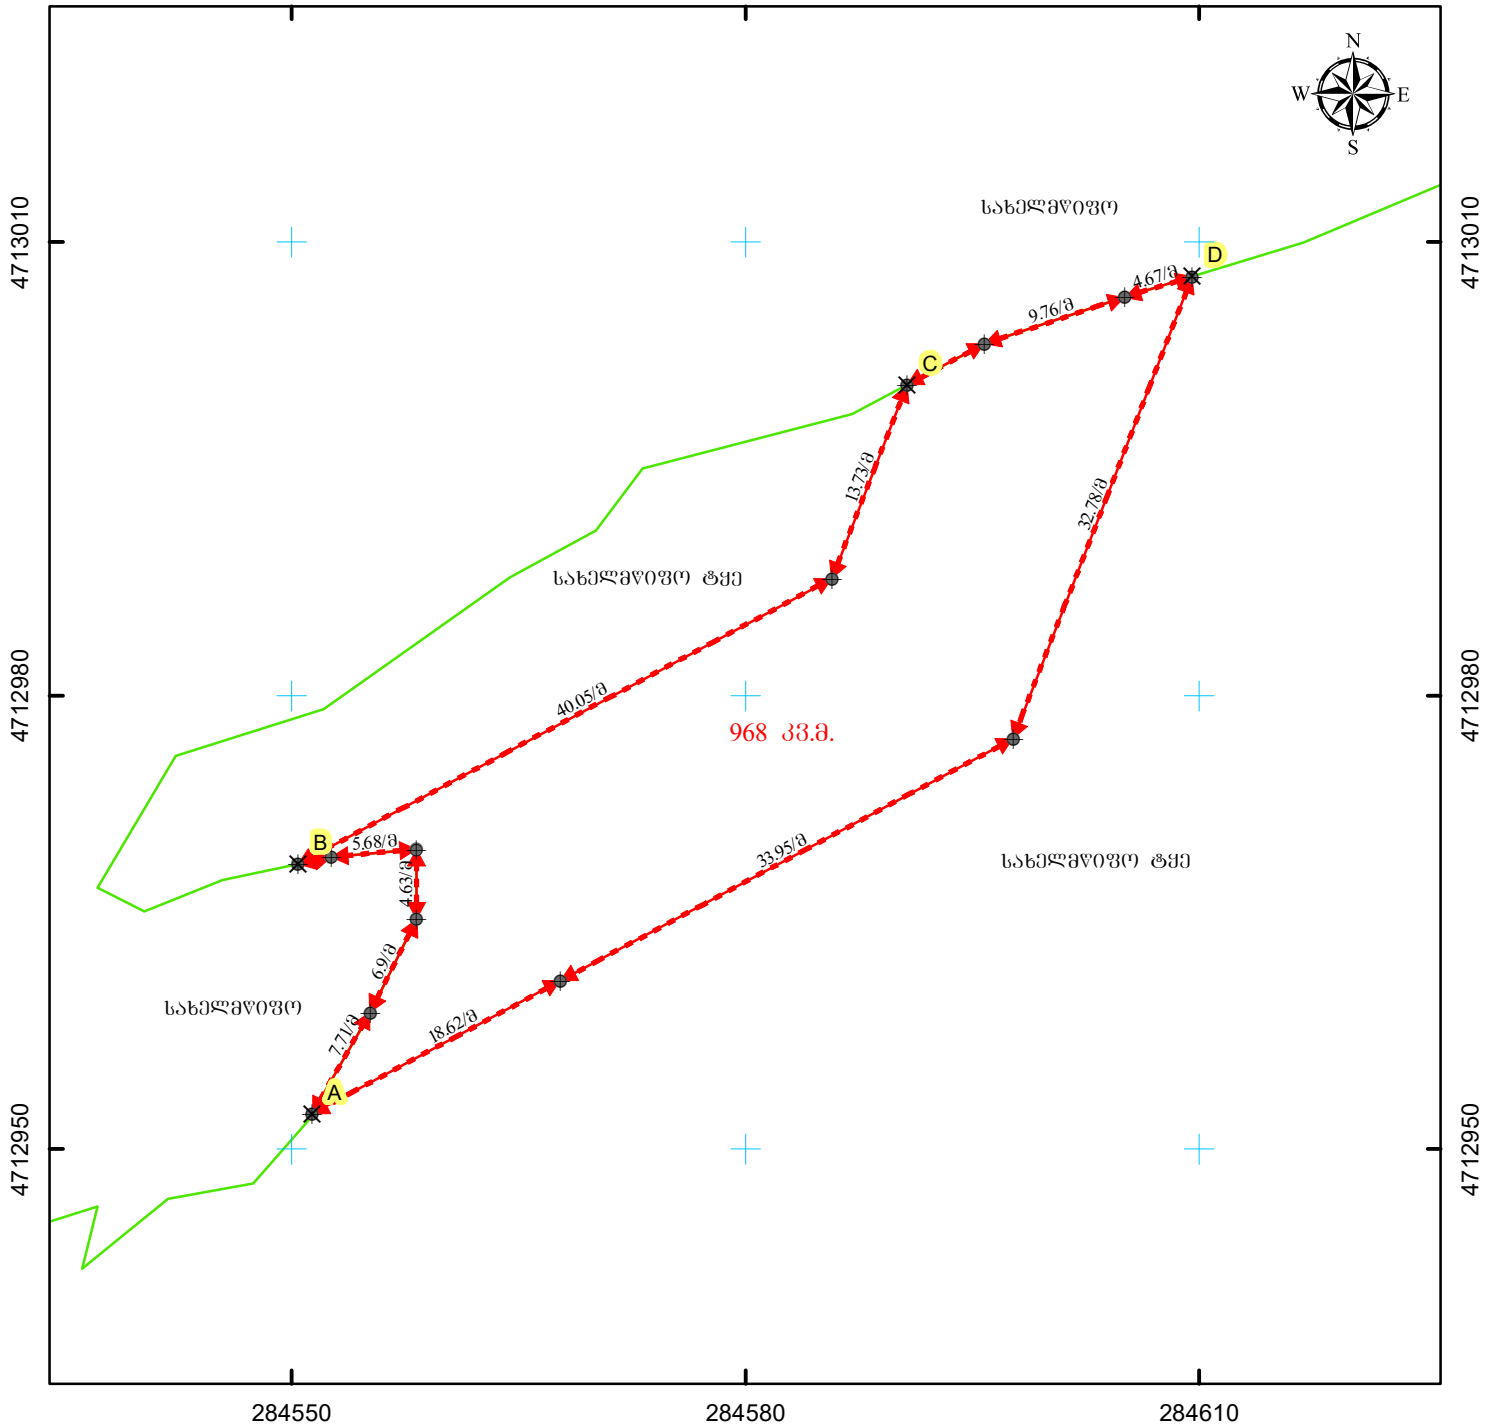 N
W E
S
სახელმწიფო
4713010
4713010
D
4.67/მ
9.76/მ
C
13.73/მ
32.78/მ
სახელმწიფო ტყე
4712980
4712980
40.05/მ
968 კვ.მ.
B
5.68/მ
33.95/მ
სახელმწიფო ტყე
4.63/მ
6.9/მ
სახელმწიფო
18.62/მ
7.71/მ
A
4712950
4712950
284550
284580
284610